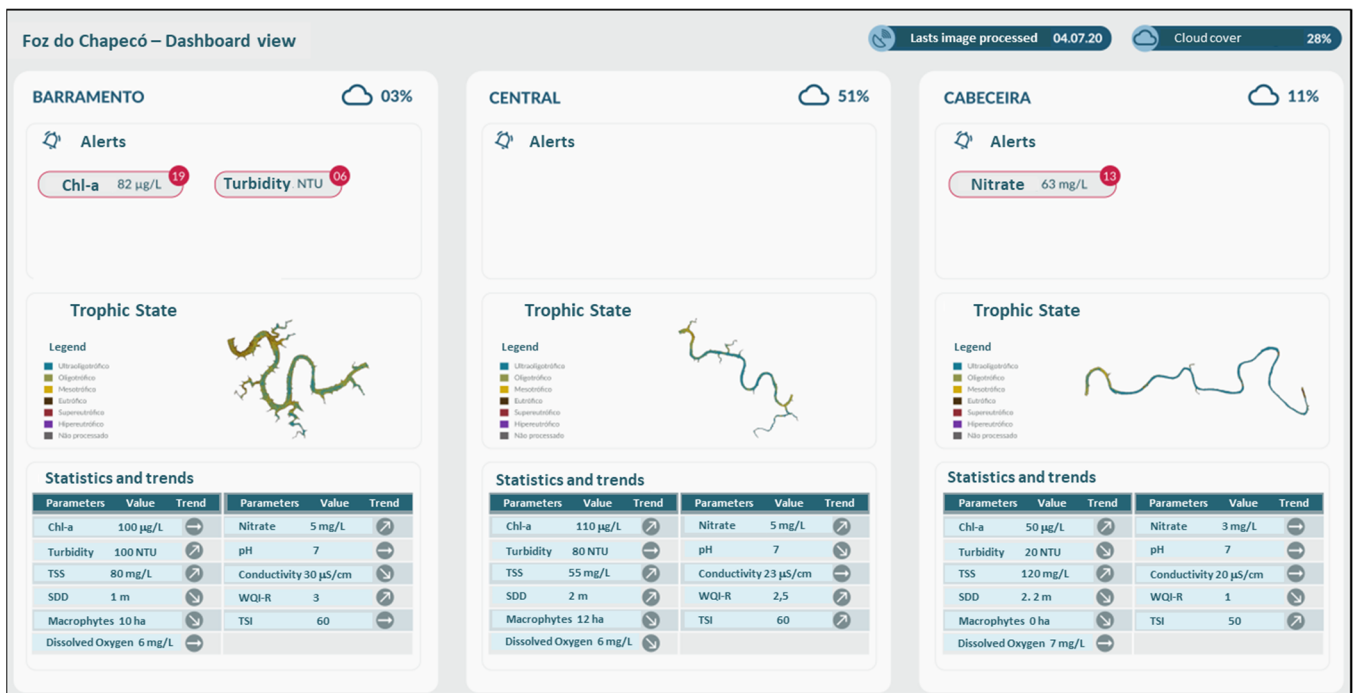 Foz do Chapecó – Dashboard view
Lasts image processed 04.07.20
Cloud cover 28%
BARRAMENTO 03%
Alerts
Chl-a 82 µg/L 19
Turbidity. NTU 06
Trophic State
Legend
Ultraoligotrófico
Oligotrófico
Mesotrófico
Eutrófico
Supereutrófico
Hipereutrófico
Não processado
Statistics and trends
Parameters Value Trend Parameters Value Trend
Chl-a 100 µg/L Nitrate 5 mg/L
Turbidity 100 NTU pH 7
TSS 80 mg/L Conductivity 30 µS/cm
SDD 1 m WQI-R 3
Macrophytes 10 ha TSI 60
Dissolved Oxygen 6 mg/L
CENTRAL 51%
Alerts
Trophic State
Legend
Ultraoligotrófico
Oligotrófico
Mesotrófico
Eutrófico
Supereutrófico
Hipereutrófico
Não processado
Statistics and trends
Parameters Value Trend Parameters Value Trend
Chl-a 110 µg/L Nitrate 5 mg/L
Turbidity 80 NTU pH 7
TSS 55 mg/L Conductivity 23 µS/cm
SDD 2 m WQI-R 2,5
Macrophytes 12 ha TSI 60
Dissolved Oxygen 6 mg/L
CABECEIRA 11%
Alerts
Nitrate 63 mg/L 13
Trophic State
Legend
Ultraoligotrófico
Oligotrófico
Mesotrófico
Eutrófico
Supereutrófico
Hipereutrófico
Não processado
Statistics and trends
Parameters Value Trend Parameters Value Trend
Chl-a 50 µg/L Nitrate 3 mg/L
Turbidity 20 NTU pH 7
TSS 120 mg/L Conductivity 20 µS/cm
SDD 2. 2 m WQI-R 1
Macrophytes 0 ha TSI 50
Dissolved Oxygen 7 mg/L